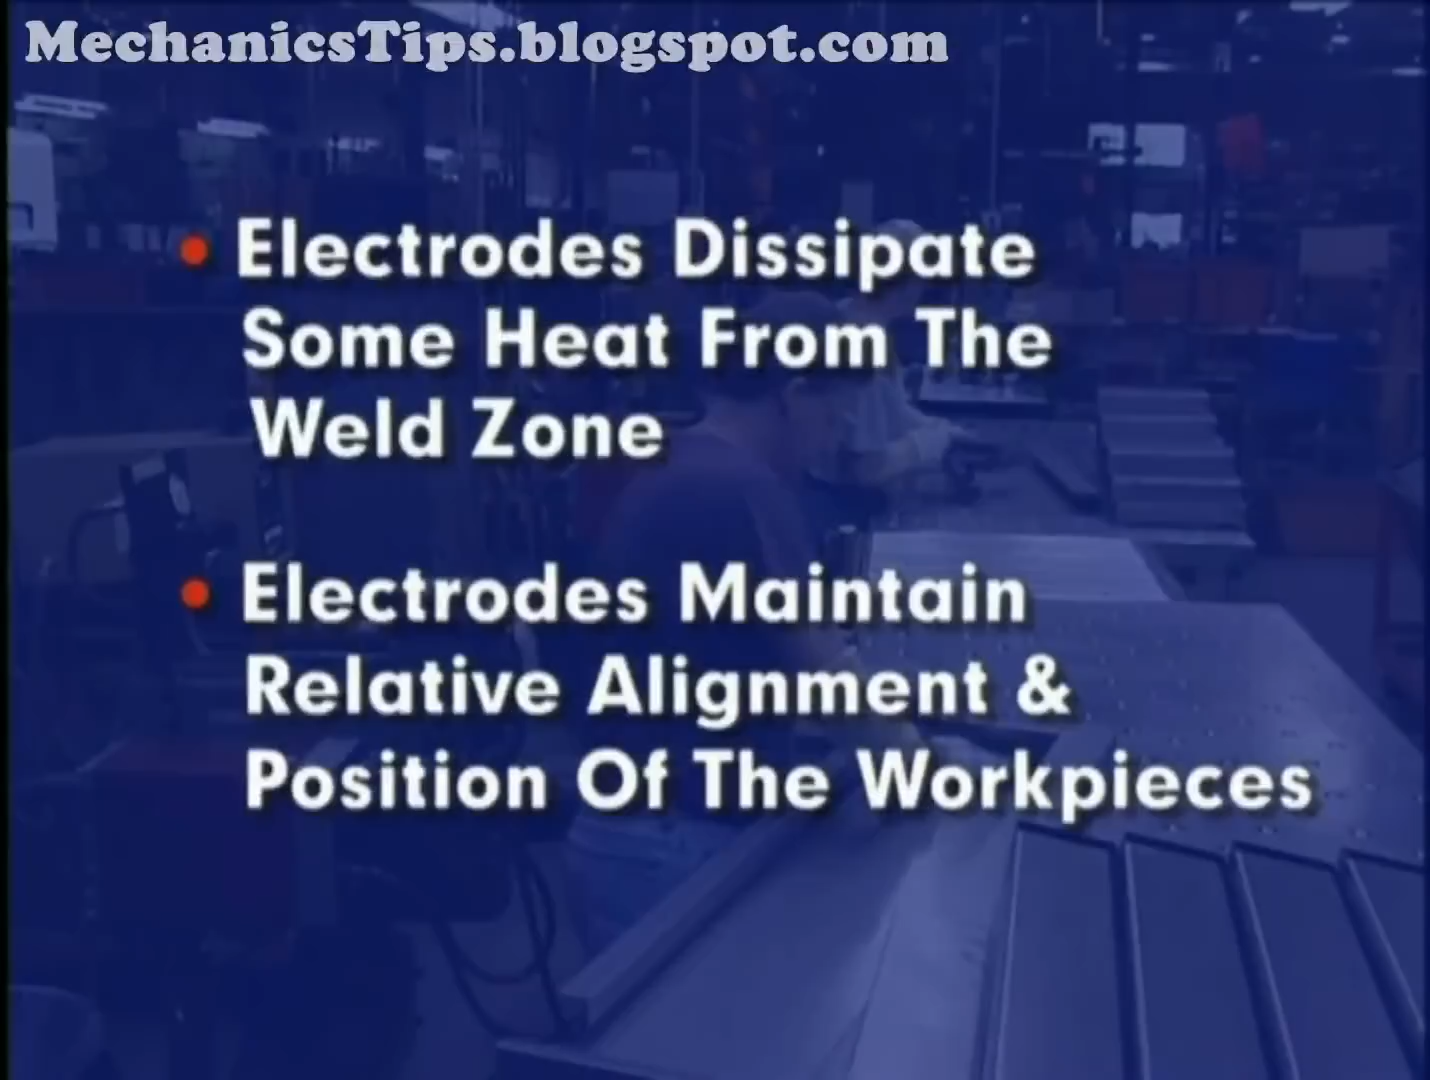 MechanicsTips.blogspot.com
• Electrodes Dissipate
Some Heat From The
Weld Zone
• Electrodes Maintain
Relative Alignment &
Position Of The Workpieces